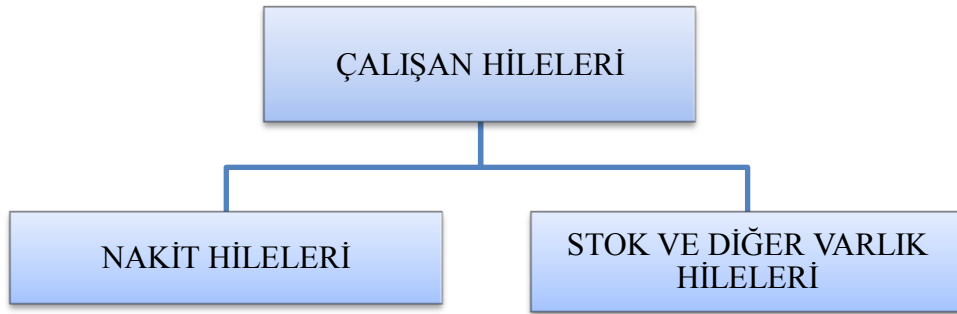 ÇALIŞAN HİLELERİ
NAKİT HİLELERİ
STOK VE DİĞER VARLIK
HİLELERİ